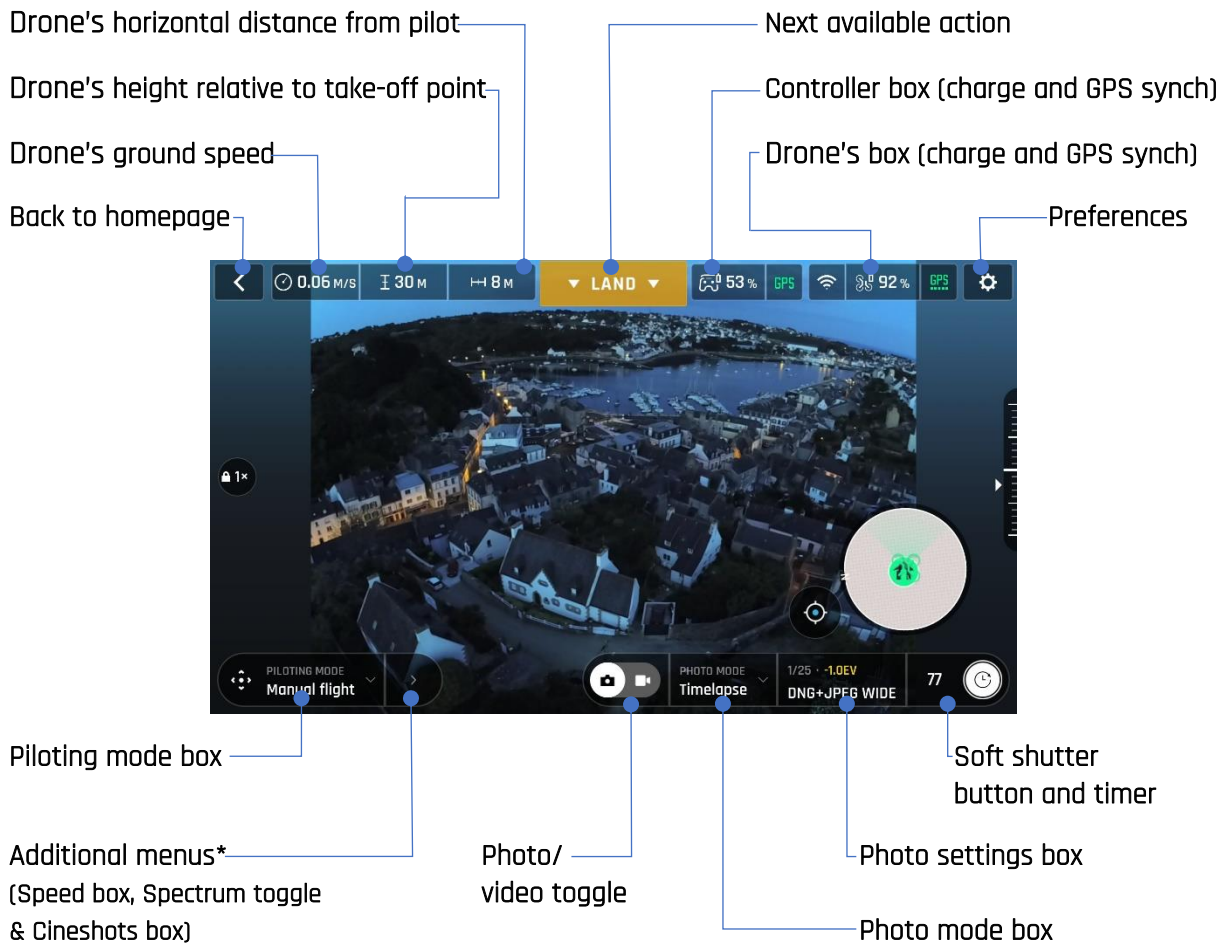 Drone's horizontal distance from pilot
Next available action
Drone's height relative to take-off point
Controller box (charge and GPS synch)
Drone's ground speed
Drone's box (charge and GPS synch)
Back to homepage
Preferences
0.06 M/S
30 M
8 M
LAND
53 %
GPS
92 %
GPS
1×
N
PILOTING MODE
Manual flight
PHOTO MODE
Timelapse
1/25 · -1.0EV
DNG+JPEG WIDE
77
Piloting mode box
Soft shutter
button and timer
Additional menus*
(Speed box, Spectrum toggle
& Cineshots box)
Photo/
video toggle
Photo settings box
Photo mode box